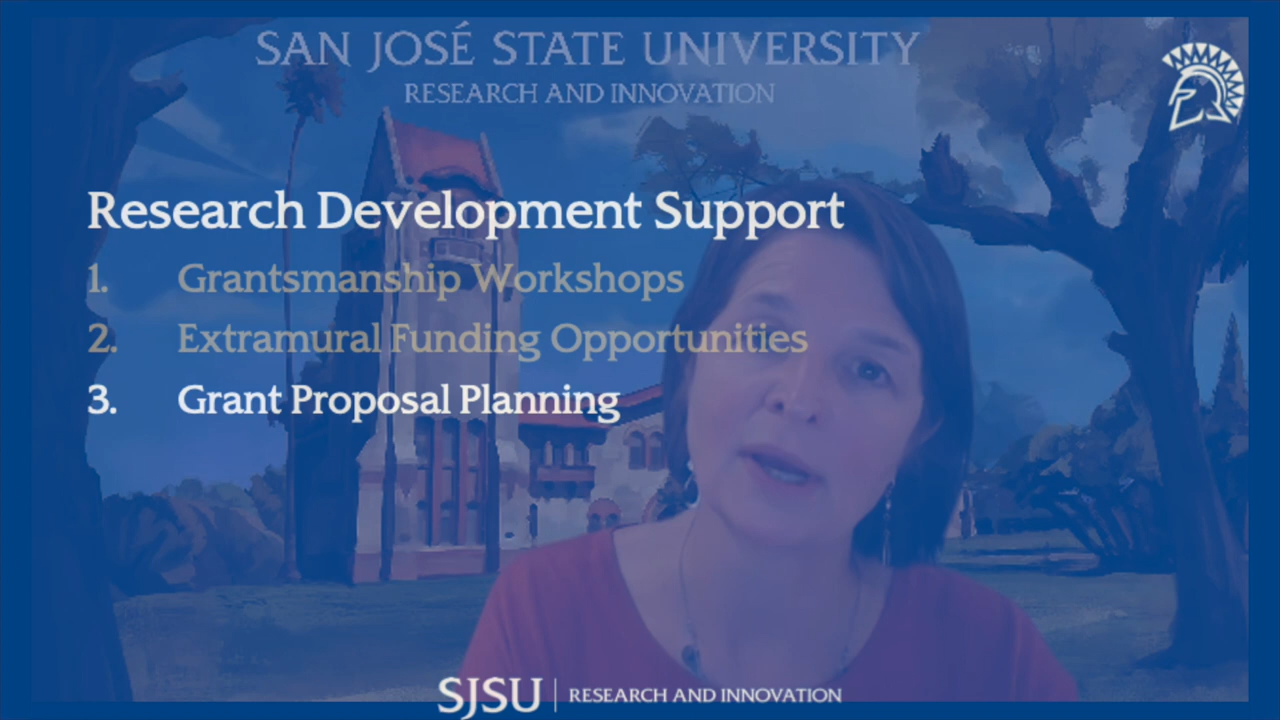 SAN JOSÉ STATE UNIVERSITY
RESEARCH AND INNOVATION
Research Development Support
1. Grantsmanship Workshops
2. Extramural Funding Opportunities
3. Grant Proposal Planning
SJSU | RESEARCH AND INNOVATION